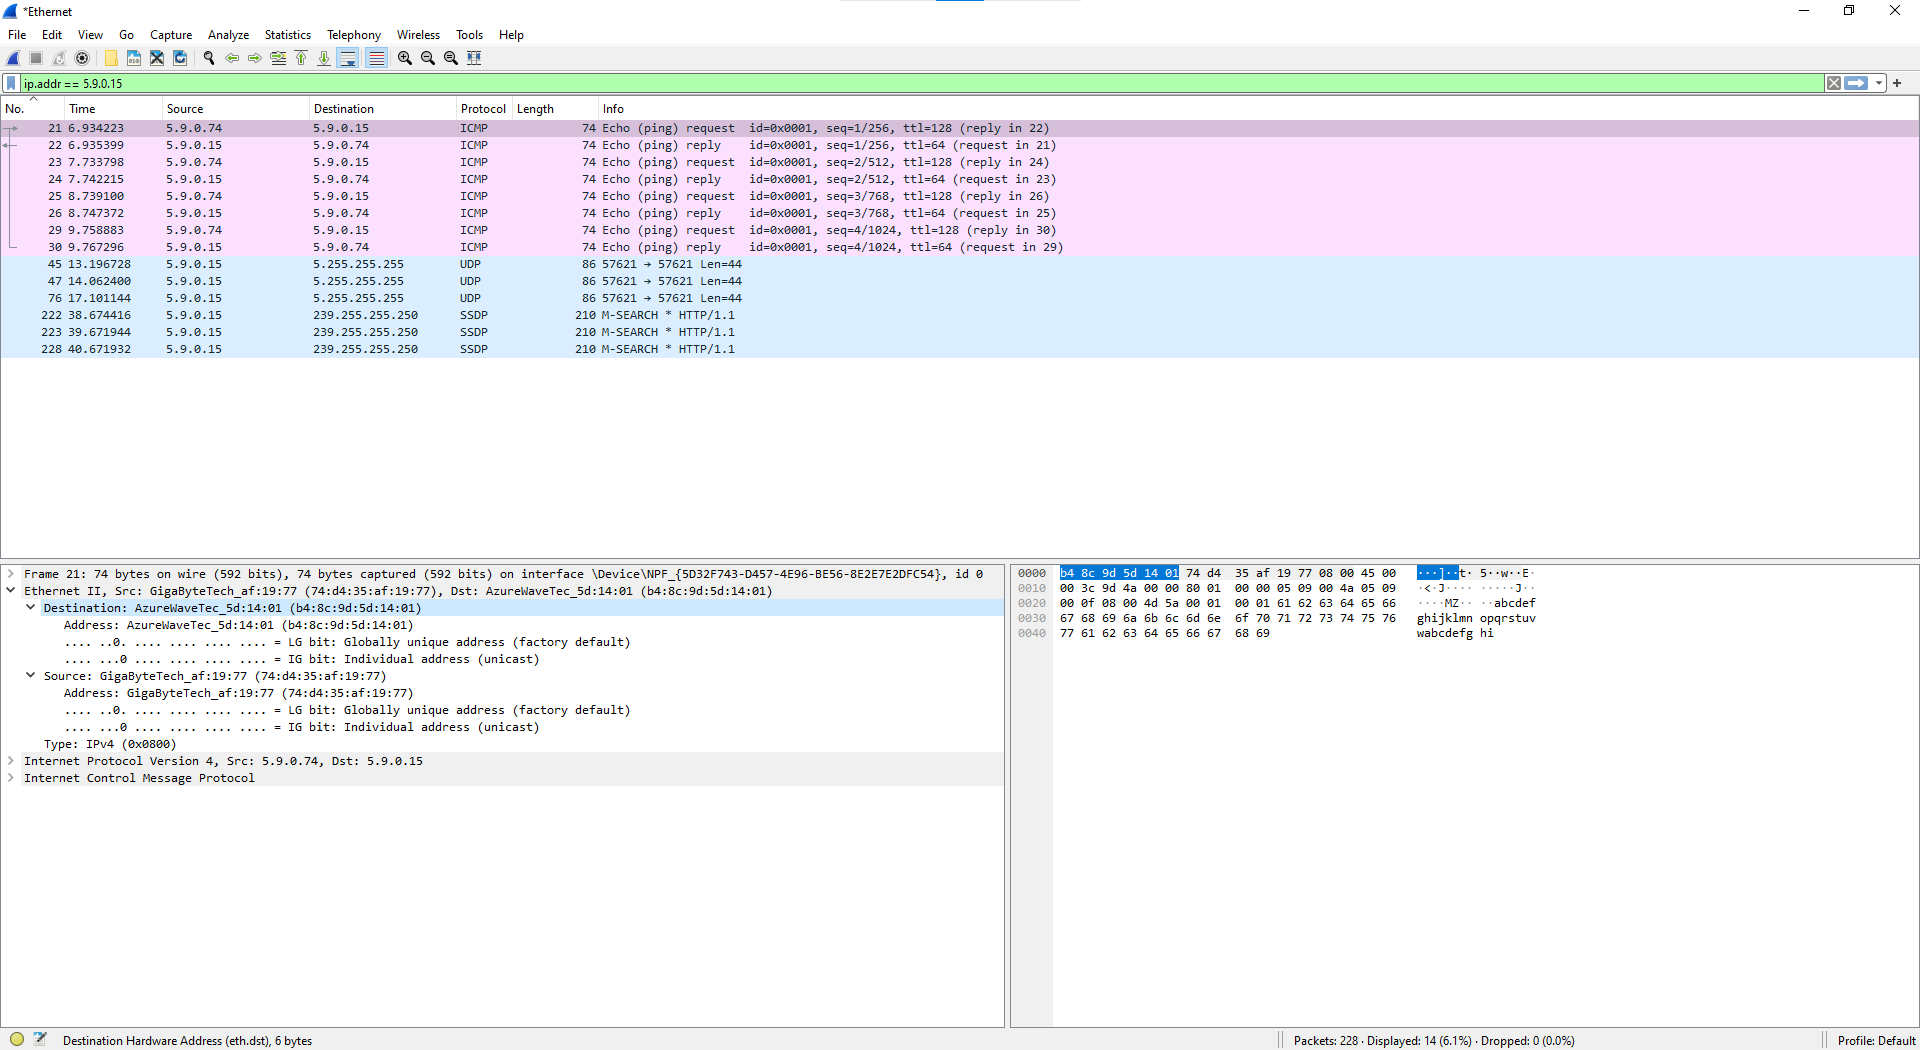 *Ethernet
File Edit View Go Capture Analyze Statistics Telephony Wireless Tools Help
ip.addr == 5.9.0.15
No. Time Source Destination Protocol Length Info
21 6.934223 5.9.0.74 5.9.0.15 ICMP 74 Echo (ping) request id=0x0001, seq=1/256, ttl=128 (reply in 22)
22 6.935399 5.9.0.15 5.9.0.74 ICMP 74 Echo (ping) reply id=0x0001, seq=1/256, ttl=64 (request in 21)
23 7.733798 5.9.0.74 5.9.0.15 ICMP 74 Echo (ping) request id=0x0001, seq=2/512, ttl=128 (reply in 24)
24 7.742215 5.9.0.15 5.9.0.74 ICMP 74 Echo (ping) reply id=0x0001, seq=2/512, ttl=64 (request in 23)
25 8.739100 5.9.0.74 5.9.0.15 ICMP 74 Echo (ping) request id=0x0001, seq=3/768, ttl=128 (reply in 26)
26 8.747372 5.9.0.15 5.9.0.74 ICMP 74 Echo (ping) reply id=0x0001, seq=3/768, ttl=64 (request in 25)
29 9.758883 5.9.0.74 5.9.0.15 ICMP 74 Echo (ping) request id=0x0001, seq=4/1024, ttl=128 (reply in 30)
30 9.767296 5.9.0.15 5.9.0.74 ICMP 74 Echo (ping) reply id=0x0001, seq=4/1024, ttl=64 (request in 29)
45 13.196728 5.9.0.15 5.255.255.255 UDP 86 57621 → 57621 Len=44
47 14.062400 5.9.0.15 5.255.255.255 UDP 86 57621 → 57621 Len=44
76 17.101144 5.9.0.15 5.255.255.255 UDP 86 57621 → 57621 Len=44
222 38.674416 5.9.0.15 239.255.255.250 SSDP 210 M-SEARCH * HTTP/1.1
223 39.671944 5.9.0.15 239.255.255.250 SSDP 210 M-SEARCH * HTTP/1.1
228 40.671932 5.9.0.15 239.255.255.250 SSDP 210 M-SEARCH * HTTP/1.1
Frame 21: 74 bytes on wire (592 bits), 74 bytes captured (592 bits) on interface \Device\NPF_{5D32F743-D457-4E96-BE56-8E2E7E2DFC54}, id 0
Ethernet II, Src: GigaByteTech_af:19:77 (74:d4:35:af:19:77), Dst: AzureWaveTec_5d:14:01 (b4:8c:9d:5d:14:01)
Destination: AzureWaveTec_5d:14:01 (b4:8c:9d:5d:14:01)
Address: AzureWaveTec_5d:14:01 (b4:8c:9d:5d:14:01)
.... ..0. .... .... .... .... = LG bit: Globally unique address (factory default)
.... ...0 .... .... .... .... = IG bit: Individual address (unicast)
Source: GigaByteTech_af:19:77 (74:d4:35:af:19:77)
Address: GigaByteTech_af:19:77 (74:d4:35:af:19:77)
.... ..0. .... .... .... .... = LG bit: Globally unique address (factory default)
.... ...0 .... .... .... .... = IG bit: Individual address (unicast)
Type: IPv4 (0x0800)
Internet Protocol Version 4, Src: 5.9.0.74, Dst: 5.9.0.15
Internet Control Message Protocol
0000 b4 8c 9d 5d 14 01 74 d4 35 af 19 77 08 00 45 00 ···]··t· 5··w··E·
0010 00 3c 9d 4a 00 00 80 01 00 00 05 09 00 4a 05 09 ·<·J···· ·····J··
0020 00 0f 08 00 4d 5a 00 01 00 01 61 62 63 64 65 66 ····MZ·· ··abcdef
0030 67 68 69 6a 6b 6c 6d 6e 6f 70 71 72 73 74 75 76 ghijklmn opqrstuv
0040 77 61 62 63 64 65 66 67 68 69 wabcdefg hi
Destination Hardware Address (eth.dst), 6 bytes
Packets: 228 · Displayed: 14 (6.1%) · Dropped: 0 (0.0%)
Profile: Default